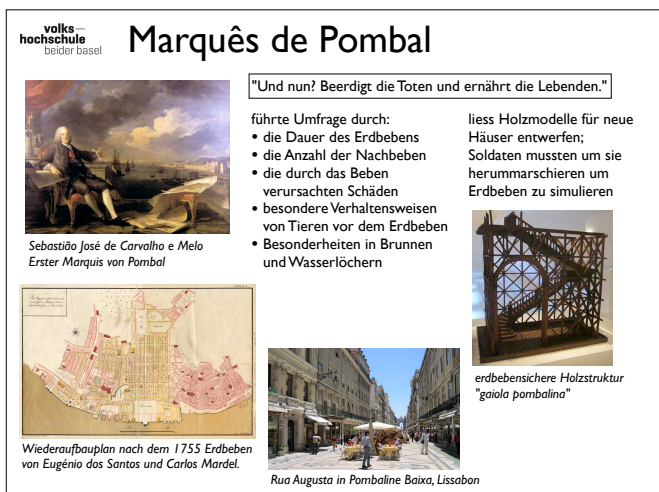 volks—
hochschule
beider basel
Marquês de Pombal
"Und nun? Beerdigt die Toten und ernährt die Lebenden."
führte Umfrage durch:
• die Dauer des Erdbebens
• die Anzahl der Nachbeben
• die durch das Beben
verursachten Schäden
• besondere Verhaltensweisen
von Tieren vor dem Erdbeben
• Besonderheiten in Brunnen
und Wasserlöchern
liess Holzmodelle für neue
Häuser entwerfen;
Soldaten mussten um sie
herummarschieren um
Erdbeben zu simulieren
Sebastião José de Carvalho e Melo
Erster Marquis von Pombal
erdbebensichere Holzstruktur
"gaiola pombalina"
Wiederaufbauplan nach dem 1755 Erdbeben
von Eugénio dos Santos und Carlos Mardel.
Rua Augusta in Pombaline Baixa, Lissabon